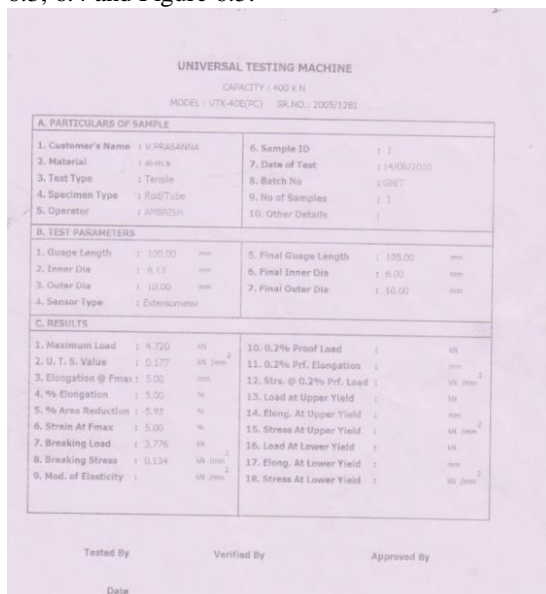 6.3, 6.4 and Figure 6.5.
UNIVERSAL TESTING MACHINE
CAPACITY : 400 k N
MODEL : UTK-40E(PC) SR.NO.: 2005/1281
A. PARTICULARS OF SAMPLE
1. Customer's Name : V.PRASANNA
2. Material
3. Test Type : Tensile
4. Specimen Type : Rod/Tube
5. Operator : AMBRISH
6. Sample ID : 1
7. Date of Test : 14/06/2010
8. Batch No : GNIT
9. No of Samples : 1
10. Other Details :
B. TEST PARAMETERS
1. Guage Length : 100.00 mm
2. Inner Dia : 8.13 mm
3. Outer Dia : 10.00 mm
4. Sensor Type : Extensometer
5. Final Guage Length : 105.00 mm
6. Final Inner Dia : 8.00 mm
7. Final Outer Dia : 10.00 mm
C. RESULTS
1. Maximum Load : 4.720 kN
2. U. T. S. Value : 0.177 kN /mm2
3. Elongation @ Fmax : 5.00 mm
4. % Elongation : 5.00 %
5. % Area Reduction : -5.93 %
6. Strain At Fmax : 5.00 %
7. Breaking Load : 3.776 kN
8. Breaking Stress : 0.134 kN /mm2
9. Mod. of Elasticity : kN /mm2
10. 0.2% Proof Load : kN
11. 0.2% Prf. Elongation : mm
12. Strs. @ 0.2% Prf. Load : kN /mm2
13. Load at Upper Yield : kN
14. Elong. At Upper Yield : mm
15. Stress At Upper Yield : kN /mm2
16. Load At Lower Yield : kN
17. Elong. At Lower Yield : mm
18. Stress At Lower Yield : kN /mm2
Tested By Verified By Approved By
Date